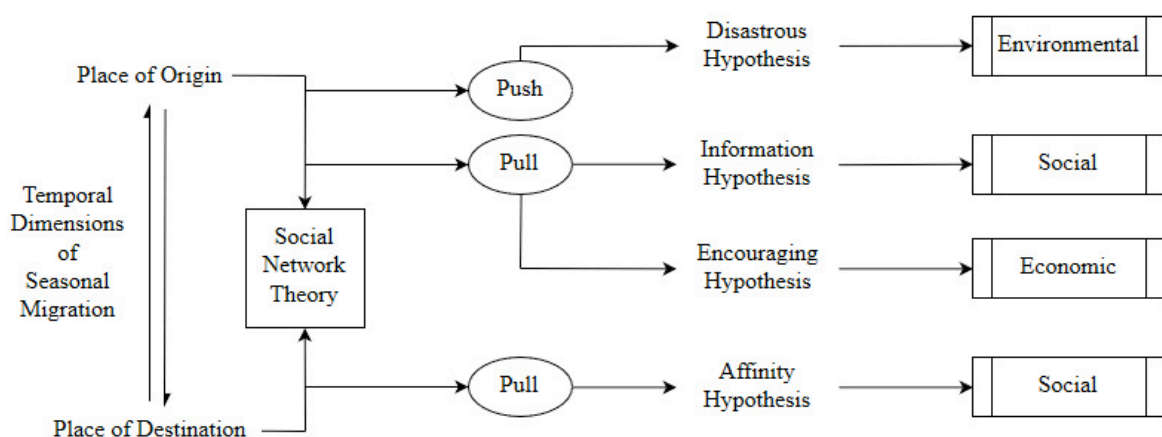 Disastrous
Hypothesis
Environmental
Place of Origin
Push
Pull
Information
Hypothesis
Social
Temporal
Dimensions
of
Seasonal
Migration
Social
Network
Theory
Encouraging
Hypothesis
Economic
Pull
Affinity
Hypothesis
Social
Place of Destination